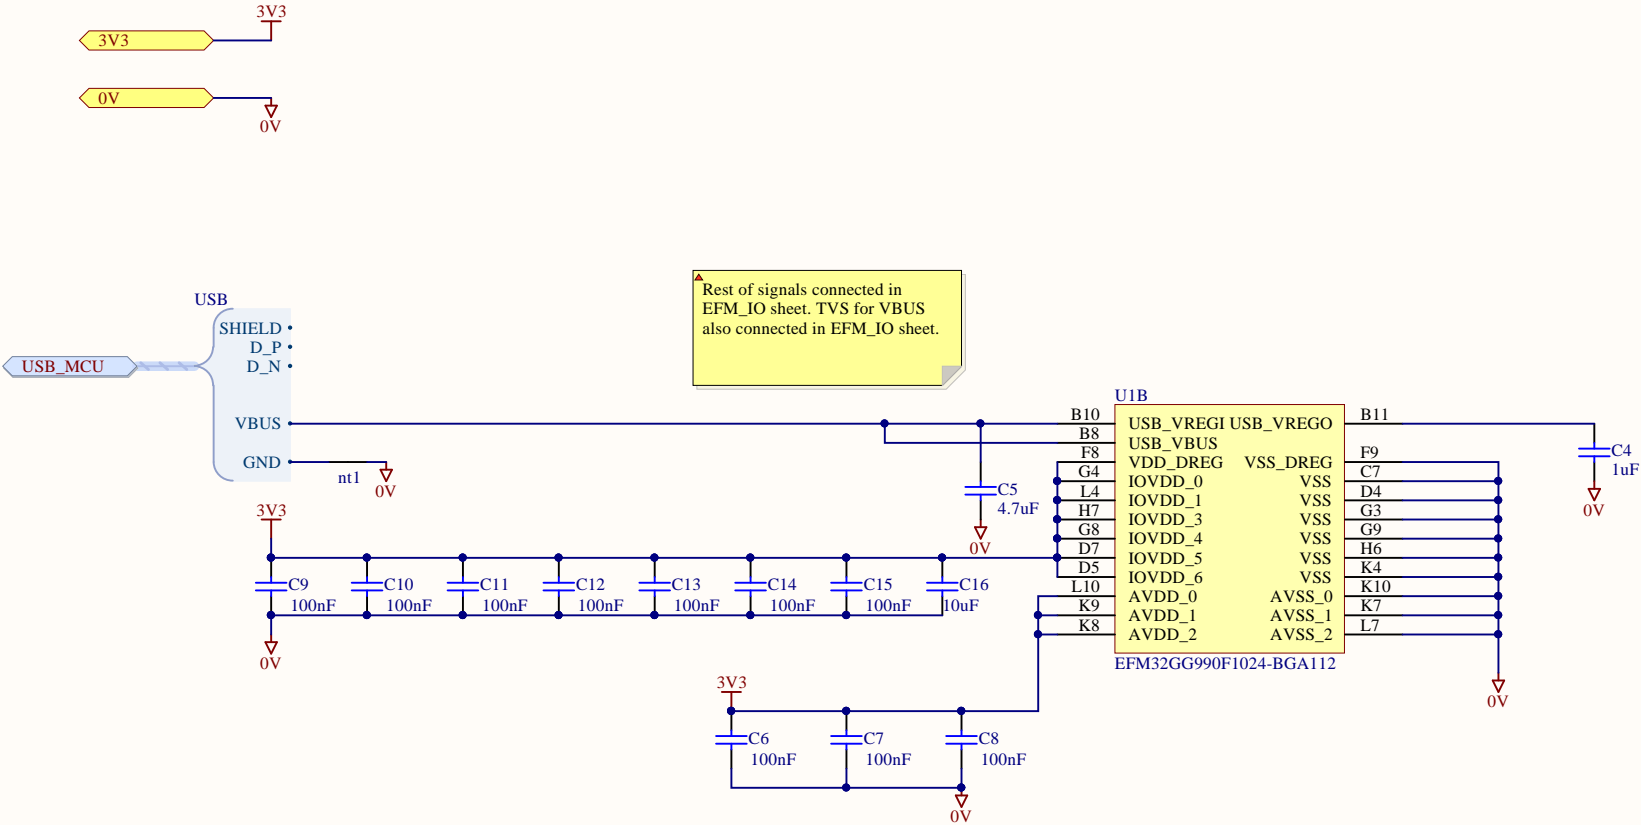 3V3
3V3
0V
0V
Rest of signals connected in
EFM_IO sheet. TVS for VBUS
also connected in EFM_IO sheet.
USB
SHIELD
D_P
D_N
USB_MCU
VBUS
GND
nt1
0V
U1B
B10 USB_VREGI USB_VREGO B11
B8 USB_VBUS
F8 VDD_DREG VSS_DREG F9
G4 IOVDD_0 VSS C7
L4 IOVDD_1 VSS D4
H7 IOVDD_3 VSS G3
G8 IOVDD_4 VSS G9
D7 IOVDD_5 VSS H6
D5 IOVDD_6 VSS K4
L10 AVDD_0 AVSS_0 K10
K9 AVDD_1 AVSS_1 K7
K8 AVDD_2 AVSS_2 L7
EFM32GG990F1024-BGA112
C4
1uF
0V
0V
C5
4.7uF
0V
3V3
C9 C10 C11 C12 C13 C14 C15 C16
100nF 100nF 100nF 100nF 100nF 100nF 100nF 10uF
0V
3V3
C6 C7 C8
100nF 100nF 100nF
0V